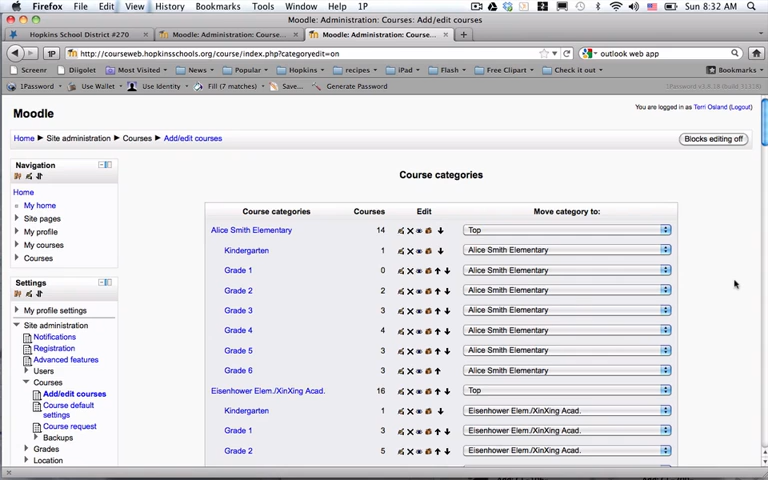 Firefox File Edit View History Bookmarks Tools Window Help 1P Sun 8:32 AM
Moodle: Administration: Courses: Add/edit courses
Hopkins School District #270 Moodle: Administration: Course... Moodle: Administration: Course...
1P http://courseweb.hopkinsschools.org/course/index.php?categoryedit=on outlook web app
Screenr Diigolet Most Visited Popular Hopkins recipes iPad Flash Free Clipart Check it out Bookmarks
1Password Use Wallet Use Identity Fill (7 matches) Save... Generate Password
Moodle
You are logged in as Terri Osland (Logout)
Home Site administration Courses Add/edit courses
Blocks editing off
Navigation
Home
My home
Site pages
My profile
My courses
Courses
Settings
My profile settings
Site administration
Notifications
Registration
Advanced features
Users
Courses
Add/edit courses
Course default
settings
Course request
Backups
Grades
Location
Course categories
Course categories Courses Edit Move category to:
Alice Smith Elementary 14 Top
Kindergarten 1 Alice Smith Elementary
Grade 1 0 Alice Smith Elementary
Grade 2 2 Alice Smith Elementary
Grade 3 3 Alice Smith Elementary
Grade 4 4 Alice Smith Elementary
Grade 5 3 Alice Smith Elementary
Grade 6 3 Alice Smith Elementary
Eisenhower Elem./XinXing Acad. 16 Top
Kindergarten 1 Eisenhower Elem./XinXing Acad.
Grade 1 3 Eisenhower Elem./XinXing Acad.
Grade 2 5 Eisenhower Elem./XinXing Acad.